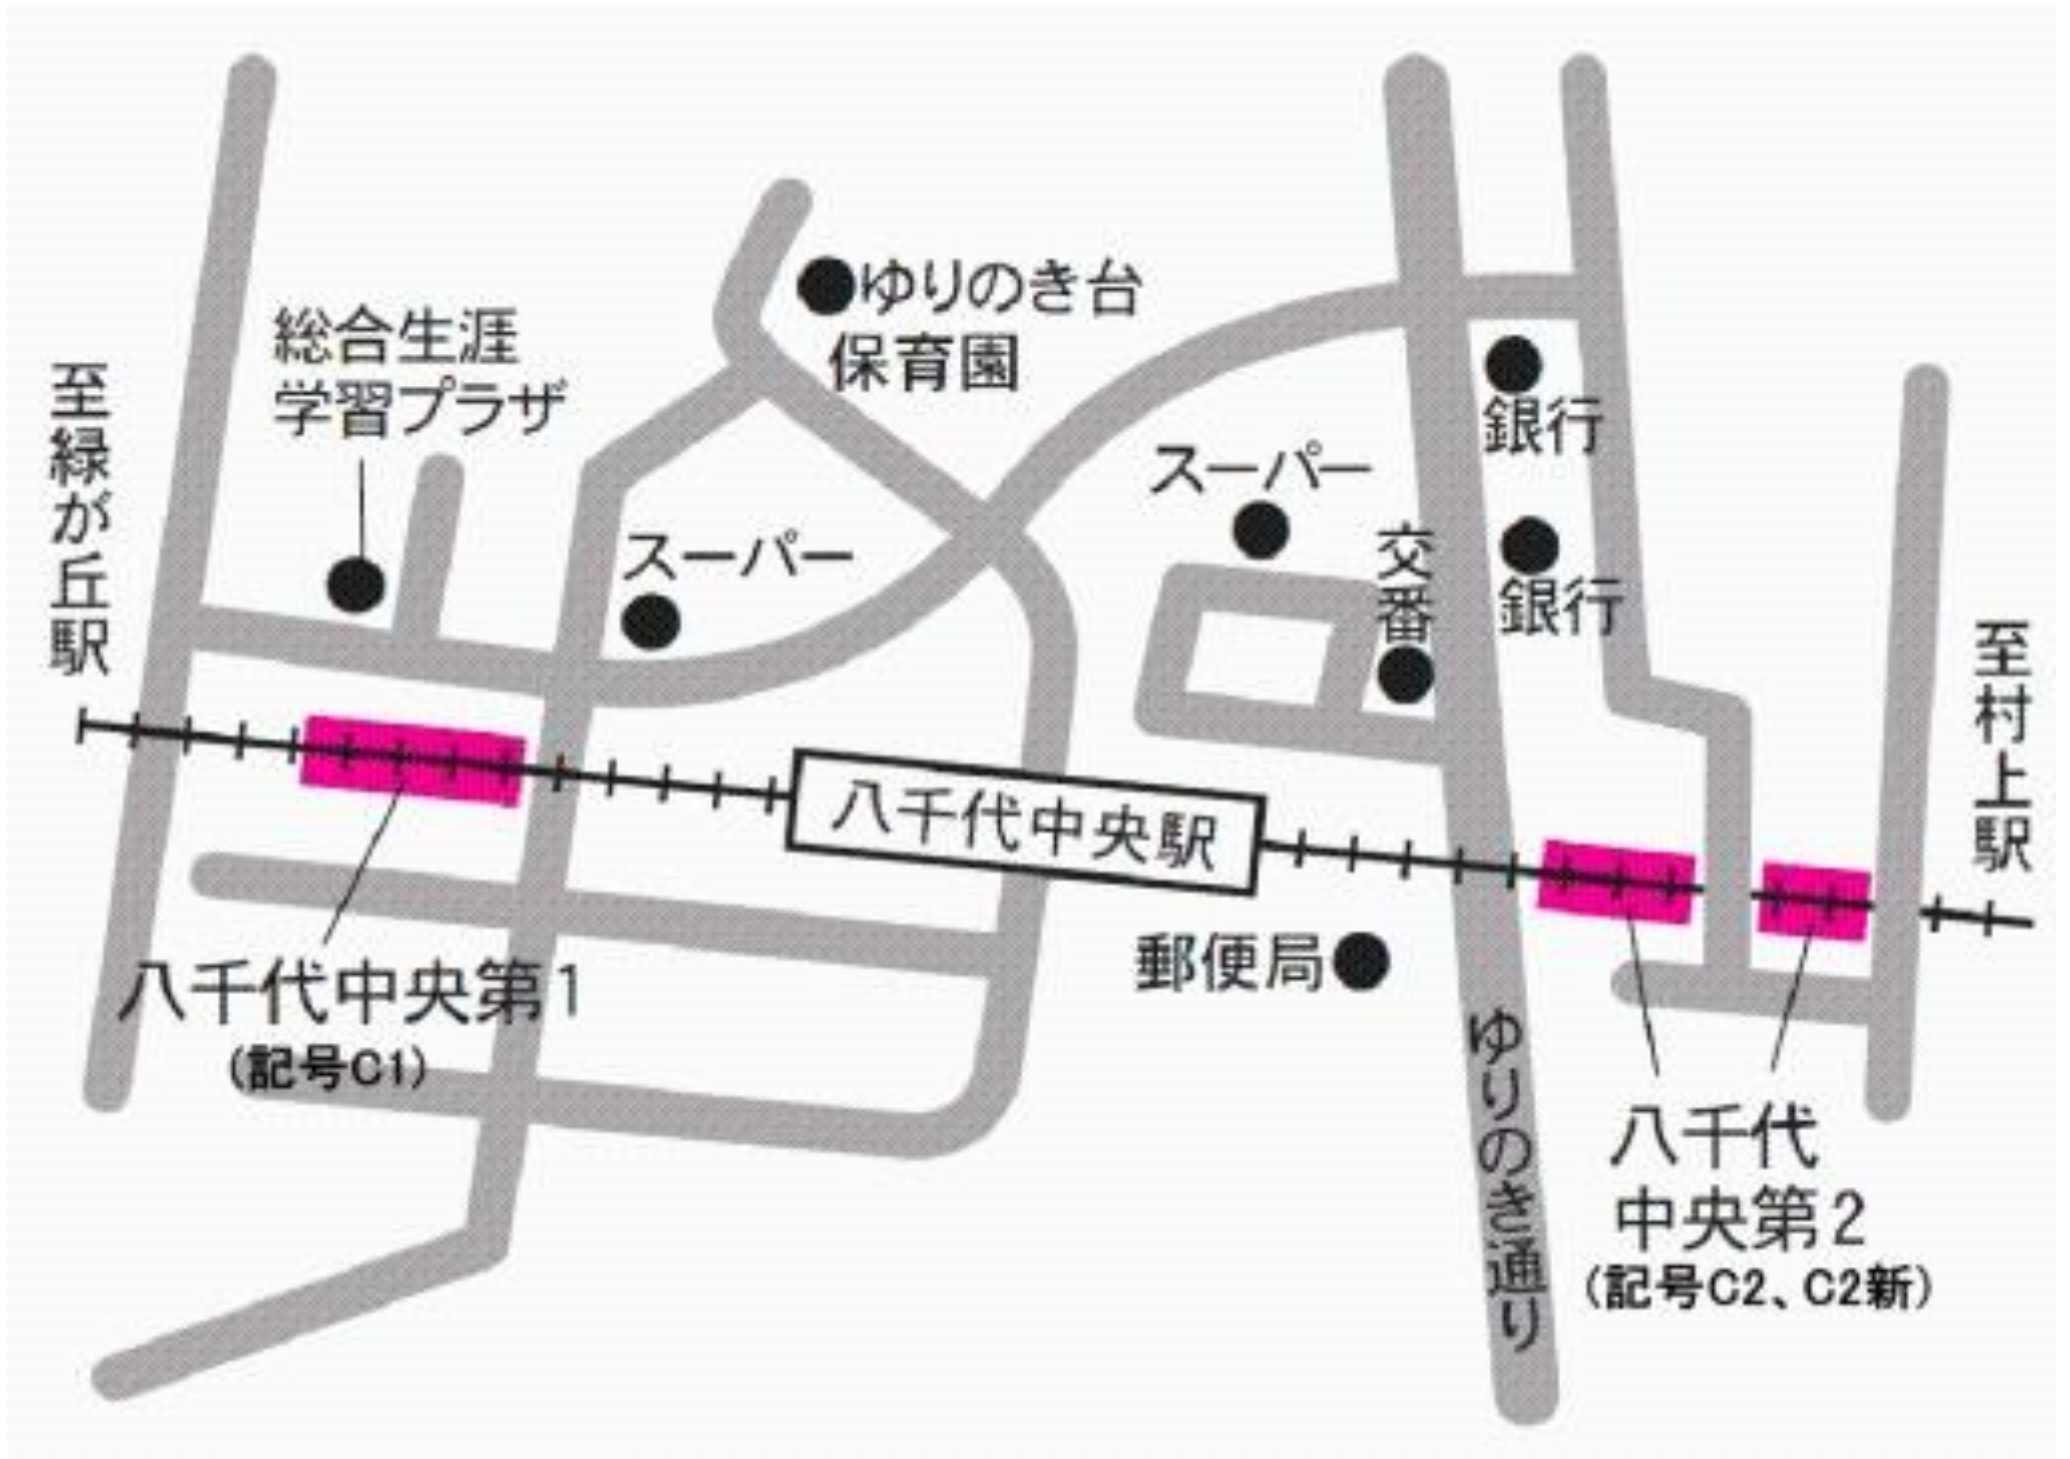 ゆりのき台
保育園
総合生涯
学習プラザ
至緑が丘駅
銀行
スーパー
スーパー
交番
銀行
至村上駅
八千代中央駅
郵便局
八千代中央第1
(記号C1)
ゆりのき通り
八千代
中央第2
(記号C2、C2新)